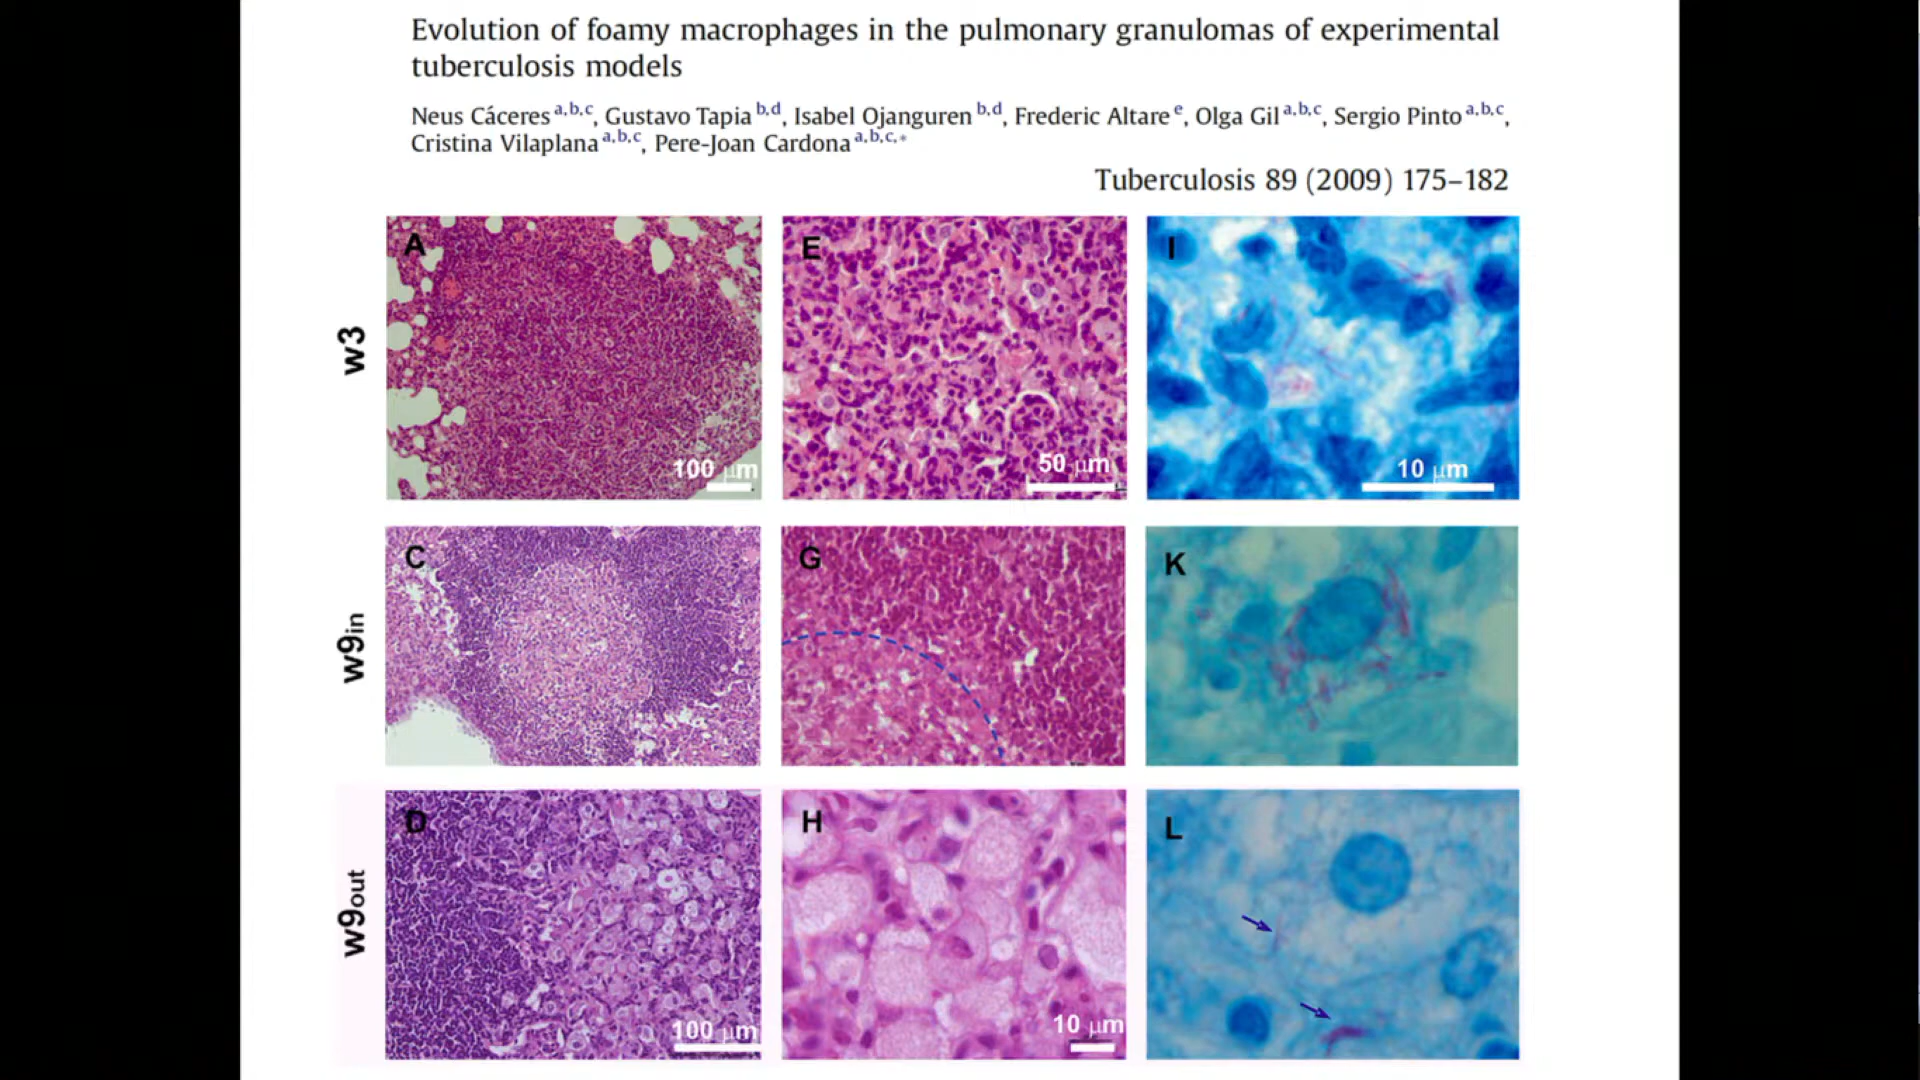 Evolution of foamy macrophages in the pulmonary granulomas of experimental
tuberculosis models
Neus Cáceres a,b,c, Gustavo Tapia b,d, Isabel Ojanguren b,d, Frederic Altare e, Olga Gil a,b,c, Sergio Pinto a,b,c,
Cristina Vilaplana a,b,c, Pere-Joan Cardona a,b,c,*
Tuberculosis 89 (2009) 175–182
w3
A
100 μm
E
50 μm
I
10 μm
w9in
C
G
K
w9out
D
100 μm
H
10 μm
L